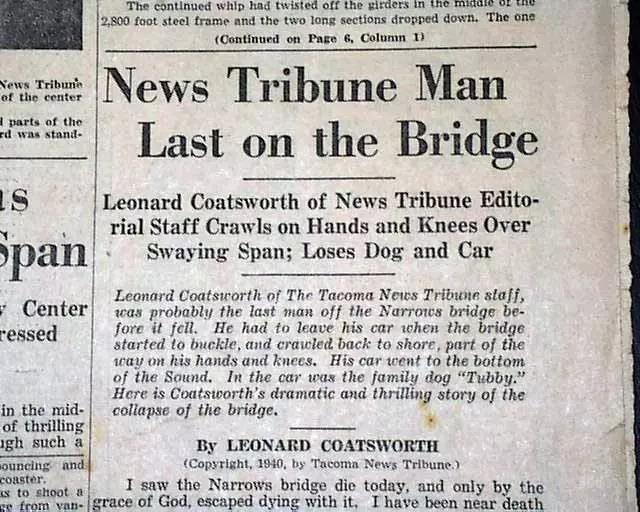 The continued whip had twisted off the girders in the middle of the
2,800 foot steel frame and the two long sections dropped down. The one
(Continued on Page 6, Column 1)
News Tribune Man
Last on the Bridge
Leonard Coatsworth of News Tribune Edito-
rial Staff Crawls on Hands and Knees Over
Swaying Span; Loses Dog and Car
Leonard Coatsworth of The Tacoma News Tribune staff,
was probably the last man off the Narrows bridge be-
fore it fell. He had to leave his car when the bridge
started to buckle, and crawled back to shore, part of the
way on his hands and knees. His car went to the bottom
of the Sound. In the car was the family dog "Tubby."
Here is Coatsworth's dramatic and thrilling story of the
collapse of the bridge.
By LEONARD COATSWORTH
(Copyright, 1940, by Tacoma News Tribune.)
I saw the Narrows bridge die today, and only by the
grace of God, escaped dying with it. I have been near death
News Tribune
of the center
parts of the
rd was stand-
as
Span
Center
ressed
in the mid-
of thrilling
ugh such a
bouncing and
coaster.
as to shoot a
ge from van-